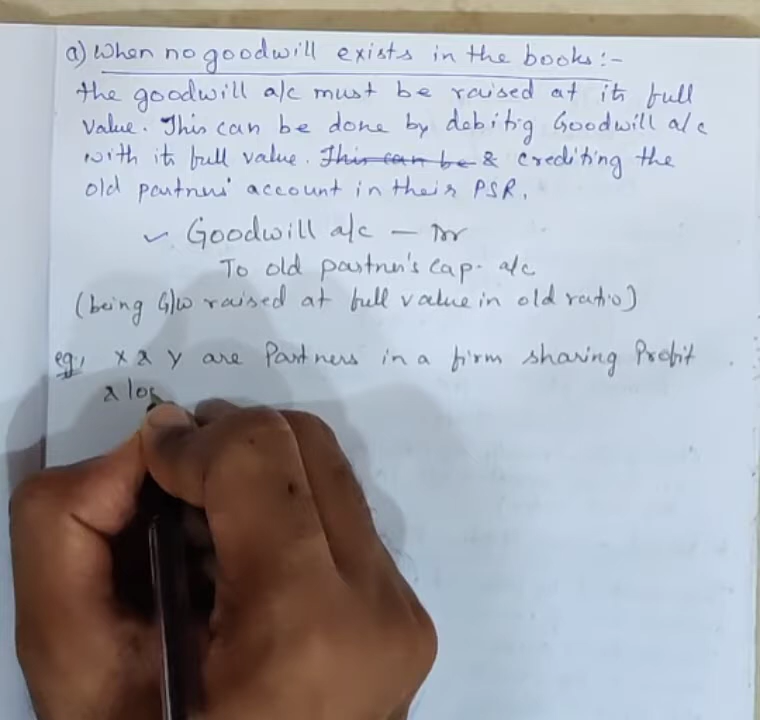 a) When no goodwill exists in the books:-
the goodwill a/c must be raised at its full
value. This can be done by debitig Goodwill a/c
with its full value. This can be & crediting the
old partners' account in their PSR.
✓ Goodwill a/c — Dr
To old partner's Cap. a/c
(being G/w raised at full value in old ratio)
eg, X & Y are Partners in a firm sharing Profit
& los